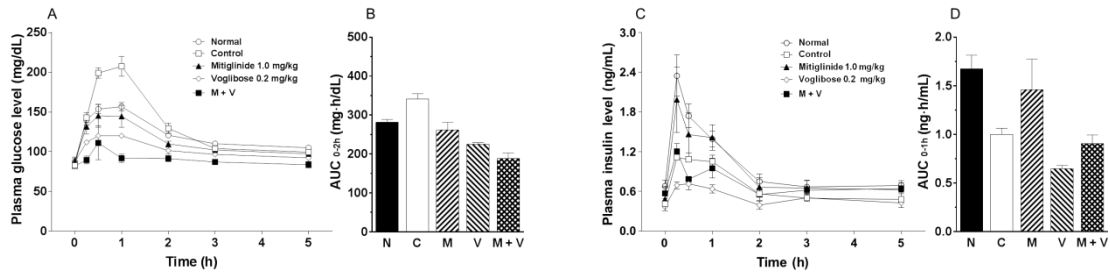 A
Plasma glucose level (mg/dL)
250
200
150
100
50
0
0 1 2 3 4 5
Time (h)
Normal
Control
Mitiglinide 1.0 mg/kg
Voglibose 0.2 mg/kg
M + V
B
AUC 0-2h (mg·h/dL)
500
400
300
200
100
0
N C M V M + V
C
Plasma insulin level (ng/mL)
3.0
2.4
1.8
1.2
0.6
0.0
0 1 2 3 4 5
Time (h)
Normal
Control
Mitiglinide 1.0 mg/kg
Voglibose 0.2 mg/kg
M + V
D
AUC 0-1h (ng·h/mL)
2.0
1.5
1.0
0.5
0.0
N C M V M + V